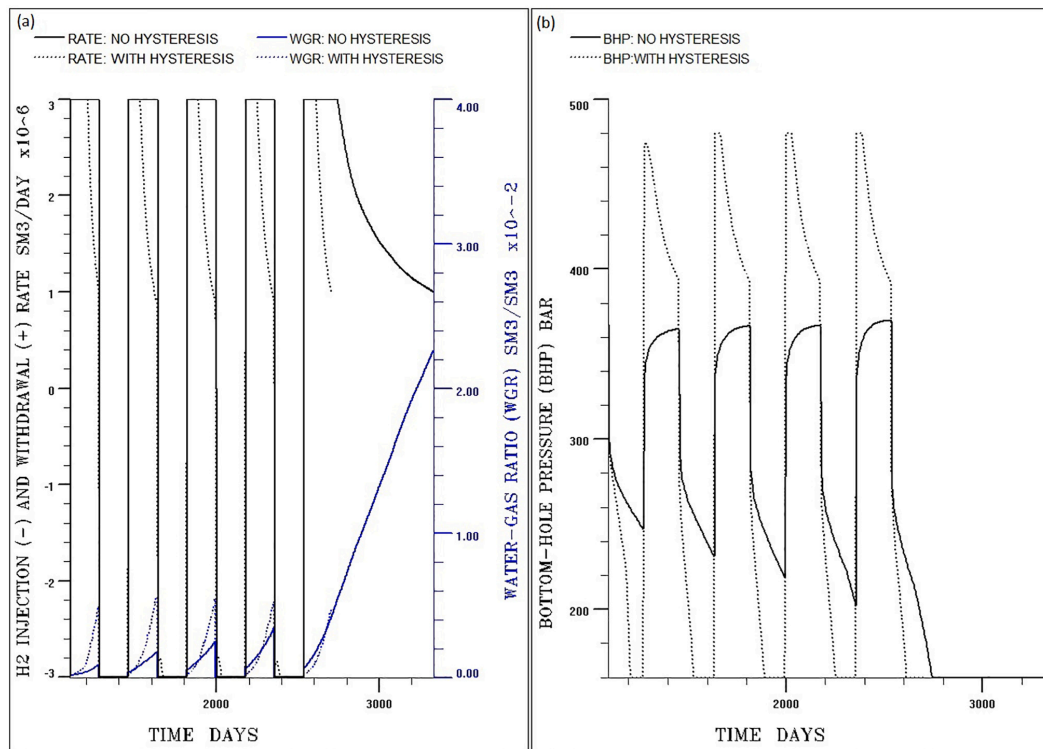 (a)
RATE: NO HYSTERESIS
WGR: NO HYSTERESIS
RATE: WITH HYSTERESIS
WGR: WITH HYSTERESIS
H2 INJECTION (-) AND WITHDRAWAL (+) RATE SM3/DAY x10~6
3
2
1
0
-1
-2
-3
4.00
3.00
2.00
1.00
0.00
WATER-GAS RATIO (WGR) SM3/SM3 x10~-2
2000
3000
TIME DAYS
(b)
BHP: NO HYSTERESIS
BHP:WITH HYSTERESIS
BOTTOM-HOLE PRESSURE (BHP) BAR
500
400
300
200
2000
3000
TIME DAYS